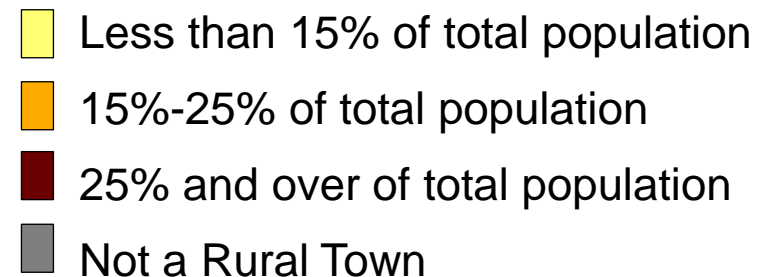 Less than 15% of total population
15%-25% of total population
25% and over of total population
Not a Rural Town